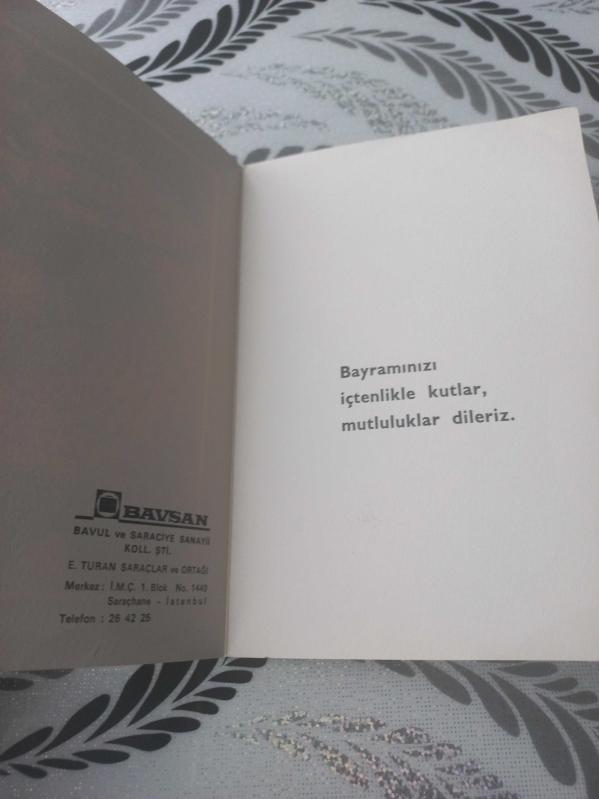 BAVSAN
BAVUL ve SARACİYE SANAYİİ
KOLL. ŞTİ.
E. TURAN SARAÇLAR ve ORTAĞI
Merkez : İ.M.Ç. 1. Blok No. 1440
Saraçhane - İstanbul
Telefon : 26 42 25
Bayramınızı
içtenlikle kutlar,
mutluluklar dileriz.